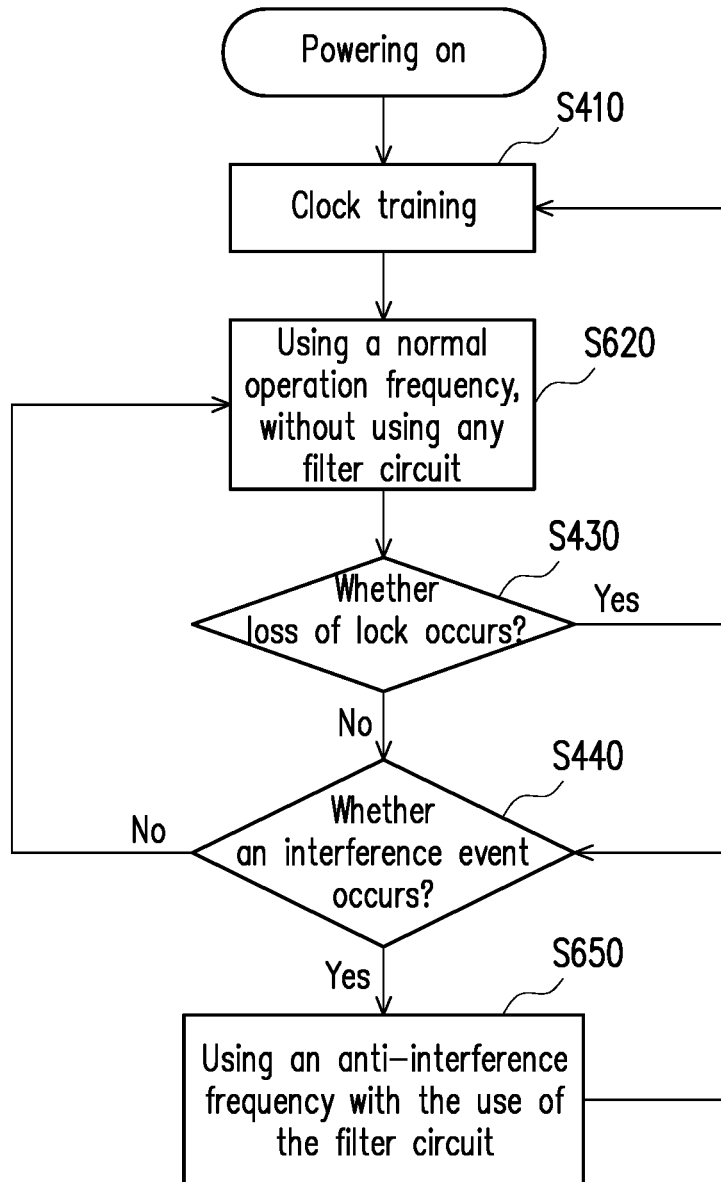 Powering on
S410
Clock training
S620
Using a normal
operation frequency,
without using any
filter circuit
S430
Whether
loss of lock occurs?
Yes
No
S440
Whether
an interference event
occurs?
No
Yes
S650
Using an anti-interference
frequency with the use of
the filter circuit